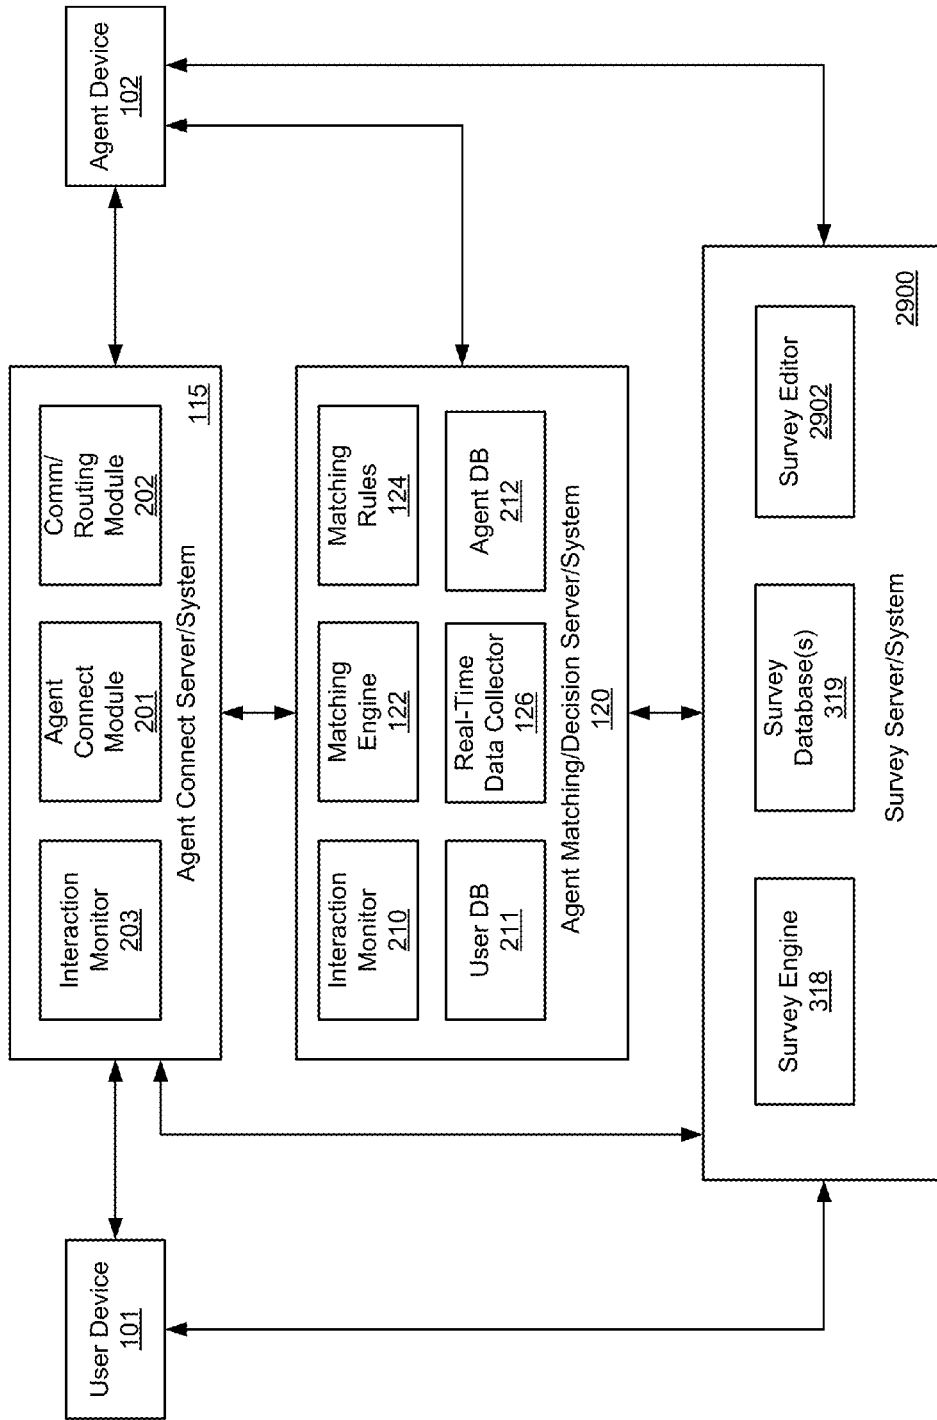 User Device
101
Agent Device
102
Interaction
Monitor
203
Agent
Connect
Module
201
Comm/
Routing
Module
202
Agent Connect Server/System
115
Interaction
Monitor
210
Matching
Engine
122
Matching
Rules
124
User DB
211
Real-Time
Data Collector
126
Agent DB
212
Agent Matching/Decision Server/System
120
Survey Engine
318
Survey
Database(s)
319
Survey Editor
2902
Survey Server/System
2900